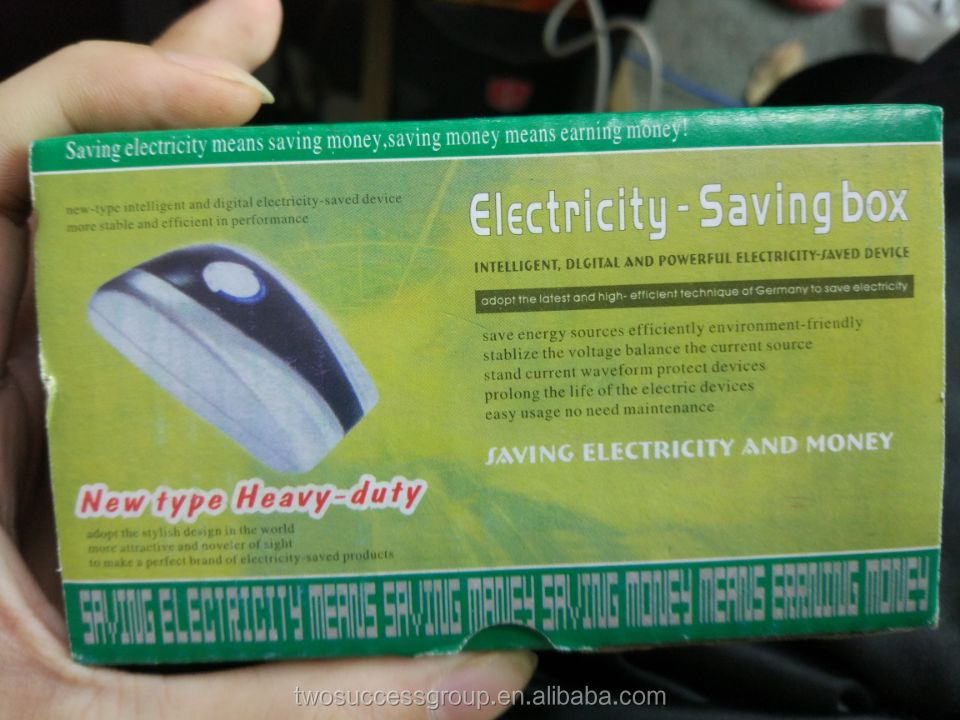 Saving electricity means saving money,saving money means earning money!
new-type intelligent and digital electricity-saved device
more stable and efficient in performance
Electricity - Saving box
INTELLIGENT, DLGITAL AND POWERFUL ELECTRICITY-SAVED DEVICE
adopt the latest and high- efficient technique of Germany to save electricity
save energy sources efficiently environment-friendly
stablize the voltage balance the current source
stand current waveform protect devices
prolong the life of the electric devices
easy usage no need maintenance
SAVING ELECTRICITY AND MONEY
New type Heavy-duty
adopt the stylish design in the world
more attractive and noveler of sight
to make a perfect brand of electricity-saved products
SAVING ELECTRICITY MEANS SAVING MANEY SAVING MONEY MEANS ERRNING MONEY
twosuccessgroup.en.alibaba.com